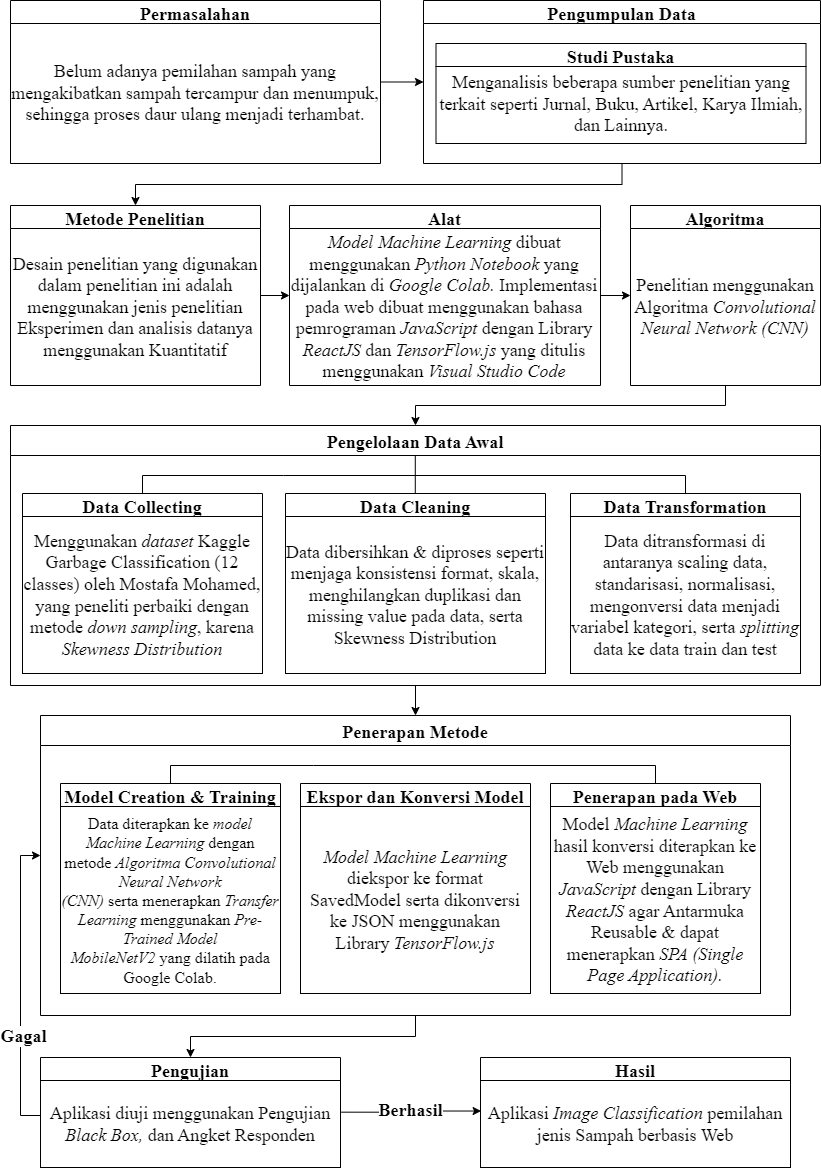 Permasalahan
Belum adanya pemilahan sampah yang
mengakibatkan sampah tercampur dan menumpuk,
sehingga proses daur ulang menjadi terhambat.
Pengumpulan Data
Studi Pustaka
Menganalisis beberapa sumber penelitian yang
terkait seperti Jurnal, Buku, Artikel, Karya Ilmiah,
dan Lainnya.
Metode Penelitian
Desain penelitian yang digunakan
dalam penelitian ini adalah
menggunakan jenis penelitian
Eksperimen dan analisis datanya
menggunakan Kuantitatif
Alat
Model Machine Learning dibuat
menggunakan Python Notebook yang
dijalankan di Google Colab. Implementasi
pada web dibuat menggunakan bahasa
pemrograman JavaScript dengan Library
ReactJS dan TensorFlow.js yang ditulis
menggunakan Visual Studio Code
Algoritma
Penelitian menggunakan
Algoritma Convolutional
Neural Network (CNN)
Pengelolaan Data Awal
Data Collecting
Menggunakan dataset Kaggle
Garbage Classification (12
classes) oleh Mostafa Mohamed,
yang peneliti perbaiki dengan
metode down sampling, karena
Skewness Distribution
Data Cleaning
Data dibersihkan & diproses seperti
menjaga konsistensi format, skala,
menghilangkan duplikasi dan
missing value pada data, serta
Skewness Distribution
Data Transformation
Data ditransformasi di
antaranya scaling data,
standarisasi, normalisasi,
mengonversi data menjadi
variabel kategori, serta splitting
data ke data train dan test
Penerapan Metode
Model Creation & Training
Data diterapkan ke model
Machine Learning dengan
metode Algoritma Convolutional
Neural Network
(CNN) serta menerapkan Transfer
Learning menggunakan Pre-
Trained Model
MobileNetV2 yang dilatih pada
Google Colab.
Ekspor dan Konversi Model
Model Machine Learning
diekspor ke format
SavedModel serta dikonversi
ke JSON menggunakan
Library TensorFlow.js
Penerapan pada Web
Model Machine Learning
hasil konversi diterapkan ke
Web menggunakan
JavaScript dengan Library
ReactJS agar Antarmuka
Reusable & dapat
menerapkan SPA (Single
Page Application).
Gagal
Pengujian
Aplikasi diuji menggunakan Pengujian
Black Box, dan Angket Responden
Berhasil
Hasil
Aplikasi Image Classification pemilahan
jenis Sampah berbasis Web